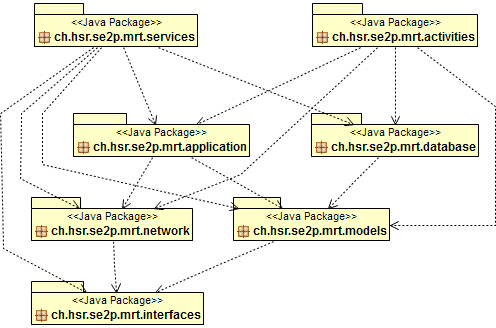 <<Java Package>>
ch.hsr.se2p.mrt.services
<<Java Package>>
ch.hsr.se2p.mrt.activities
<<Java Package>>
ch.hsr.se2p.mrt.application
<<Java Package>>
ch.hsr.se2p.mrt.database
<<Java Package>>
ch.hsr.se2p.mrt.network
<<Java Package>>
ch.hsr.se2p.mrt.models
<<Java Package>>
ch.hsr.se2p.mrt.interfaces